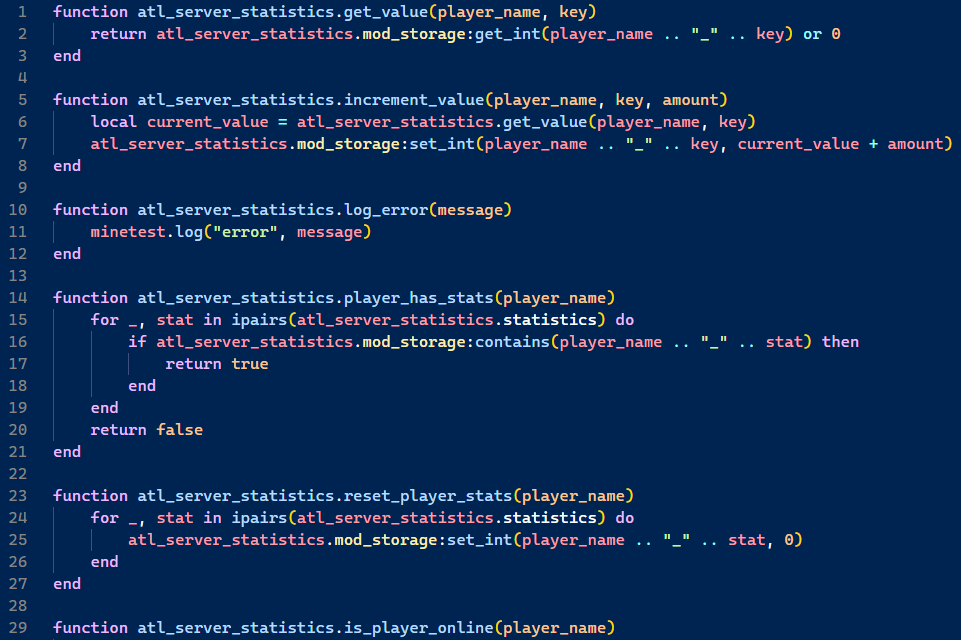 1 function atl_server_statistics.get_value(player_name, key)
2     return atl_server_statistics.mod_storage:get_int(player_name .. "_" .. key) or 0
3 end
4
5 function atl_server_statistics.increment_value(player_name, key, amount)
6     local current_value = atl_server_statistics.get_value(player_name, key)
7     atl_server_statistics.mod_storage:set_int(player_name .. "_" .. key, current_value + amount)
8 end
9
10 function atl_server_statistics.log_error(message)
11     minetest.log("error", message)
12 end
13
14 function atl_server_statistics.player_has_stats(player_name)
15     for _, stat in ipairs(atl_server_statistics.statistics) do
16         if atl_server_statistics.mod_storage:contains(player_name .. "_" .. stat) then
17             return true
18         end
19     end
20     return false
21 end
22
23 function atl_server_statistics.reset_player_stats(player_name)
24     for _, stat in ipairs(atl_server_statistics.statistics) do
25         atl_server_statistics.mod_storage:set_int(player_name .. "_" .. stat, 0)
26     end
27 end
28
29 function atl_server_statistics.is_player_online(player_name)